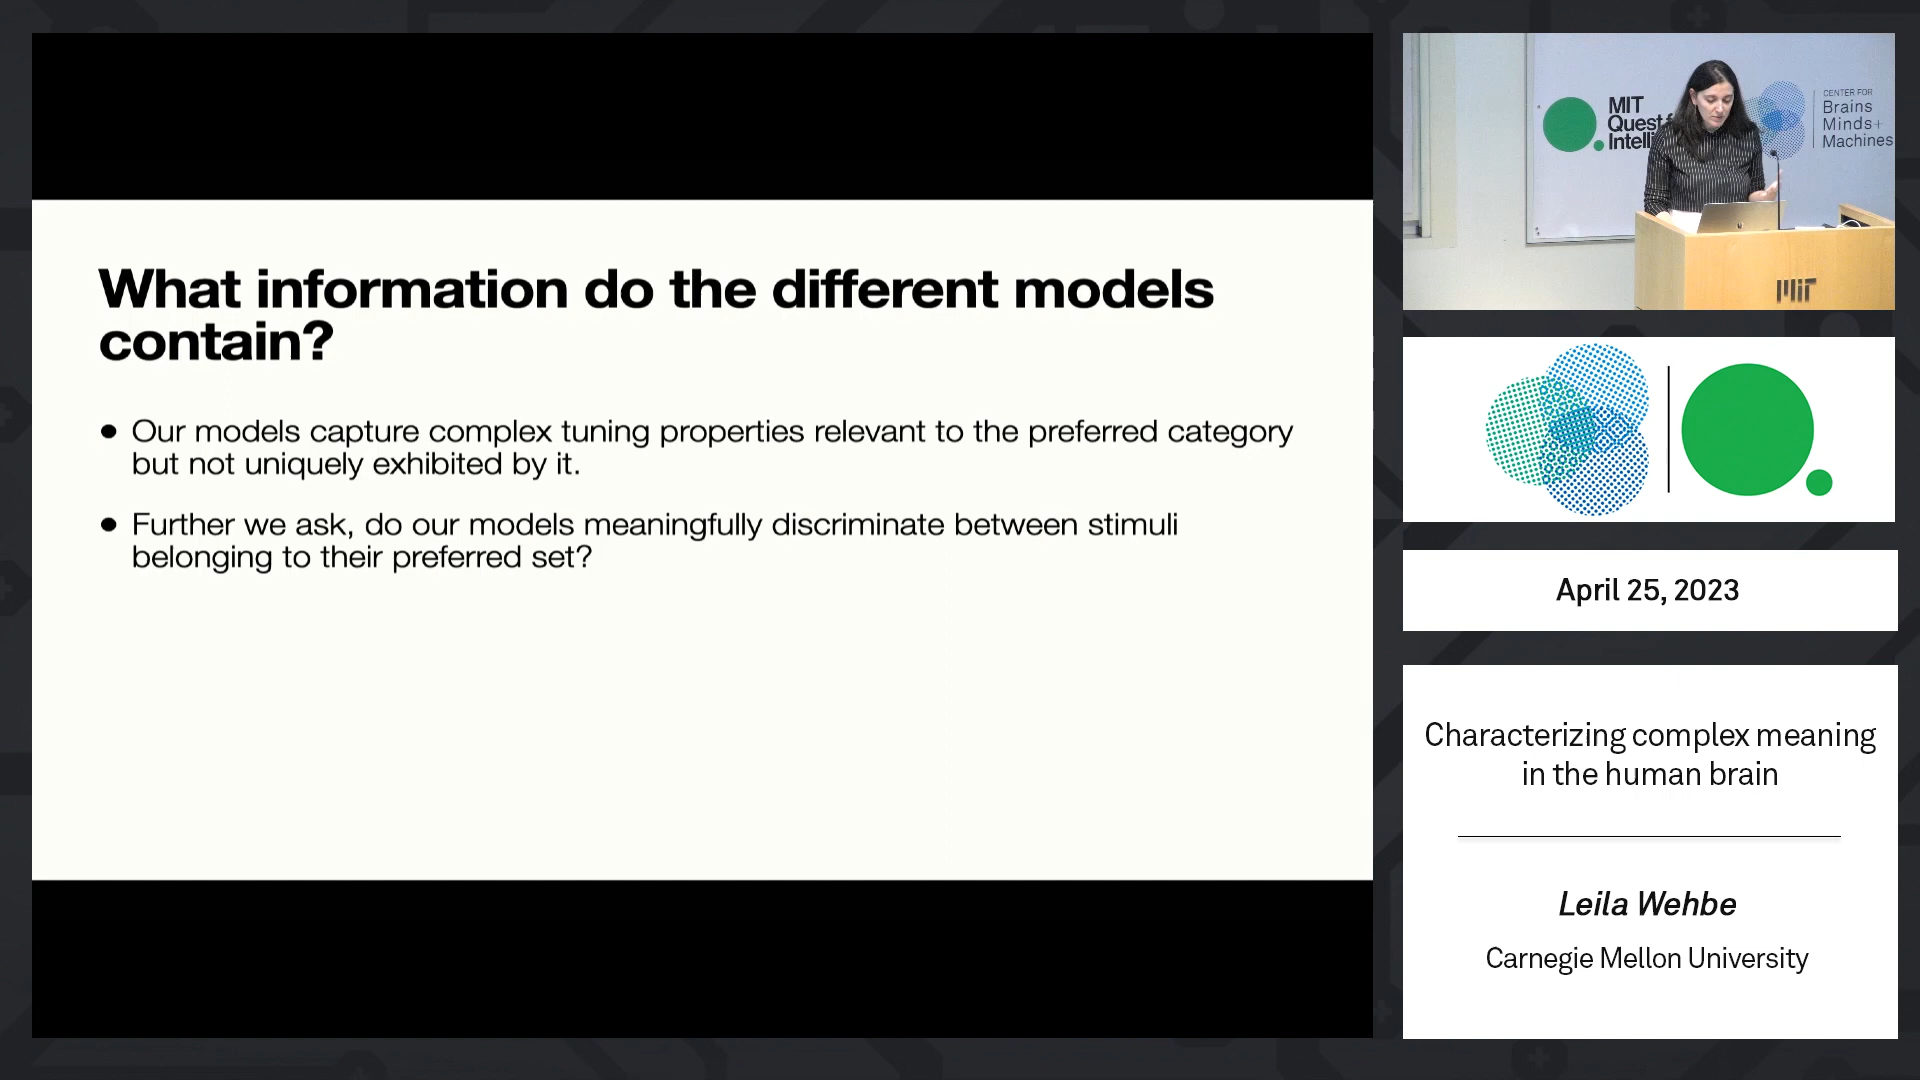 What information do the different models
contain?
● Our models capture complex tuning properties relevant to the preferred category
but not uniquely exhibited by it.
● Further we ask, do our models meaningfully discriminate between stimuli
belonging to their preferred set?
MIT
Quest f
Intelli
CENTER FOR
Brains
Minds+
Machines
MIT
April 25, 2023
Characterizing complex meaning
in the human brain
Leila Wehbe
Carnegie Mellon University